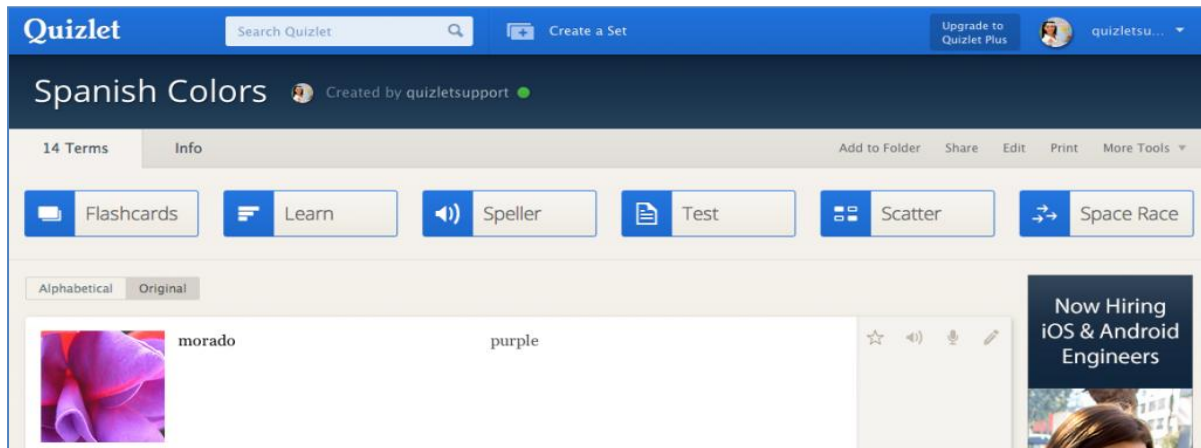 Quizlet
Search Quizlet
Create a Set
Upgrade to
Quizlet Plus
quizletsu...
Spanish Colors
Created by quizletsupport
14 Terms
Info
Add to Folder
Share
Edit
Print
More Tools
Flashcards
Learn
Speller
Test
Scatter
Space Race
Alphabetical
Original
morado
purple
Now Hiring
iOS & Android
Engineers